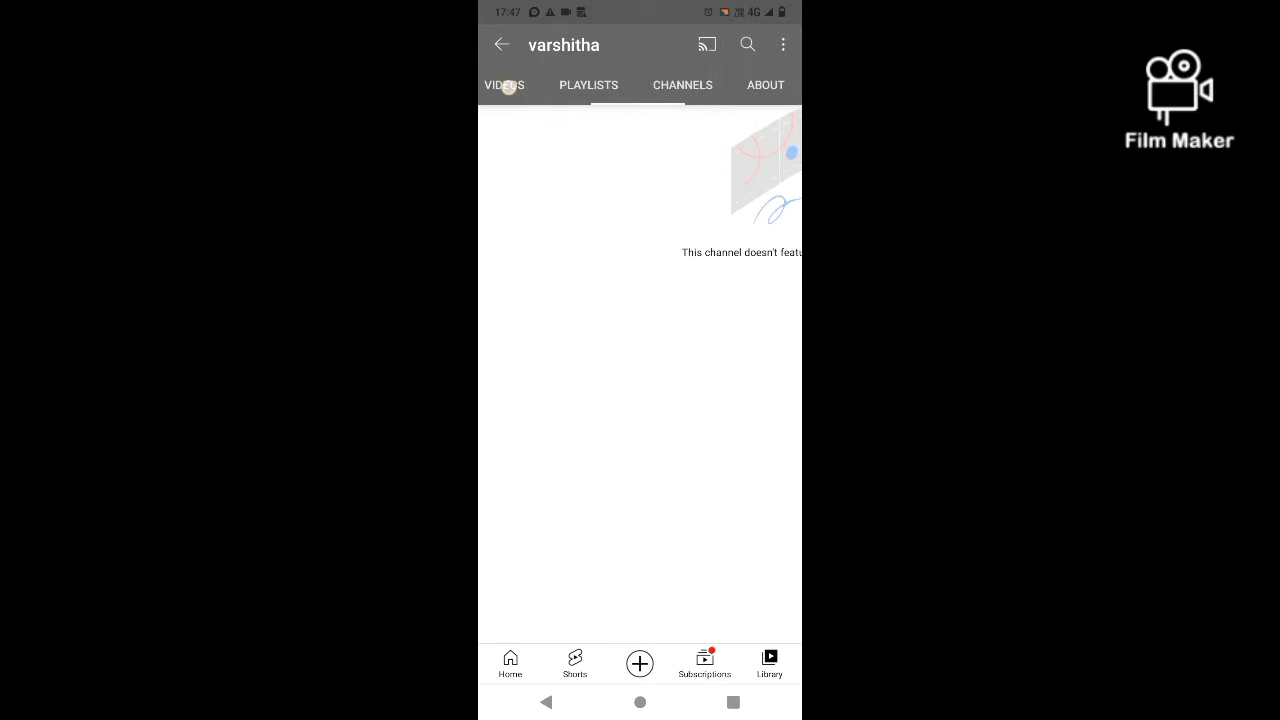 17:47
4G
varshitha
VIDEOS PLAYLISTS CHANNELS ABOUT
Film Maker
This channel doesn't featu
Home Shorts Subscriptions Library